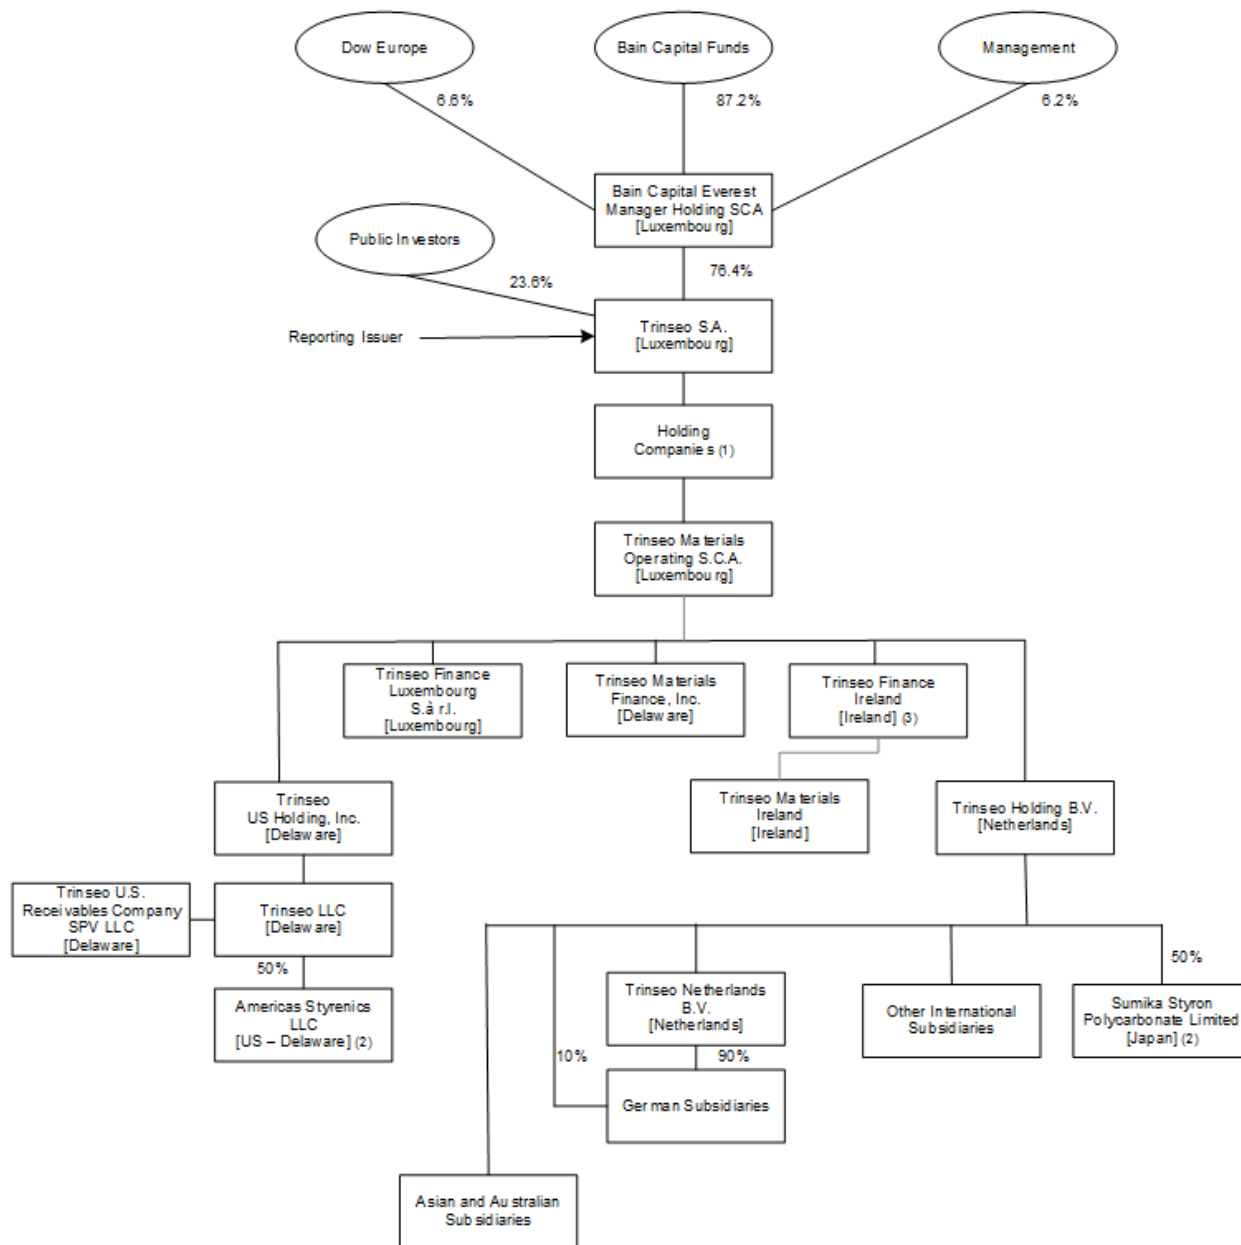 Dow Europe
Bain Capital Funds
Management
6.6%
87.2%
6.2%
Bain Capital Everest
Manager Holding SCA
[Luxembourg]
Public Investors
23.6%
76.4%
Reporting Issuer
Trinseo S.A.
[Luxembourg]
Holding
Companies (1)
Trinseo Materials
Operating S.C.A.
[Luxembourg]
Trinseo Finance
Luxembourg
S.à r.l.
[Luxembourg]
Trinseo Materials
Finance, Inc.
[Delaware]
Trinseo Finance
Ireland
[Ireland] (3)
Trinseo
US Holding, Inc.
[Delaware]
Trinseo Materials
Ireland
[Ireland]
Trinseo Holding B.V.
[Netherlands]
Trinseo U.S.
Receivables Company
SPV LLC
[Delaware]
Trinseo LLC
[Delaware]
50%
Americas Styrenics
LLC
[US – Delaware] (2)
Trinseo Netherlands
B.V.
[Netherlands]
Other International
Subsidiaries
50%
Sumika Styron
Polycarbonate Limited
[Japan] (2)
10%
90%
German Subsidiaries
Asian and Australian
Subsidiaries